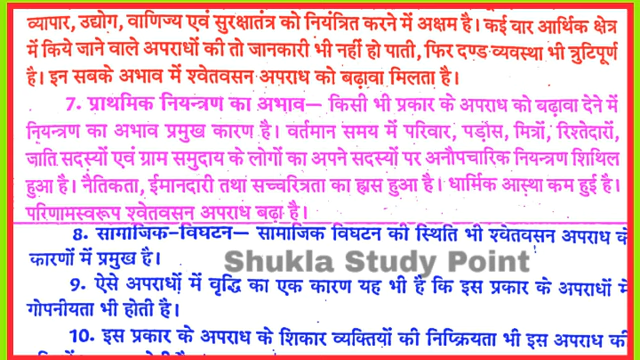 व्यापार, उद्योग, वाणिज्य एवं सुरक्षातंत्र को नियंत्रित करने में अक्षम है। कई वार आर्थिक क्षेत्र
में किये जाने वाले अपराधों की तो जानकारी भी नहीं हो पाती, फिर दण्ड व्यवस्था भी त्रुटिपूर्ण
है। इन सबके अभाव में श्वेतवसन अपराध को बढ़ावा मिलता है।
7. प्राथमिक नियन्त्रण का अभाव— किसी भी प्रकार के अपराध को बढ़ावा देने में
नियन्त्रण का अभाव प्रमुख कारण है। वर्तमान समय में परिवार, पड़ोस, मित्रों, रिश्तेदारों,
जाति सदस्यों एवं ग्राम समुदाय के लोगों का अपने सदस्यों पर अनौपचारिक नियन्त्रण शिथिल
हुआ है। नैतिकता, ईमानदारी तथा सच्चरित्रता का ह्रास हुआ है। धार्मिक आस्था कम हुई है।
परिणामस्वरूप श्वेतवसन अपराध बढ़ा है।
8. सामाजिक-विघटन— सामाजिक विघटन की स्थिति भी श्वेतवसन अपराध के
कारणों में प्रमुख है।
Shukla Study Point
9. ऐसे अपराधों में वृद्धि का एक कारण यह भी है कि इस प्रकार के अपराधों में
गोपनीयता भी होती है।
10. इस प्रकार के अपराध के शिकार व्यक्तियों की निष्क्रियता भी इस अपराध की